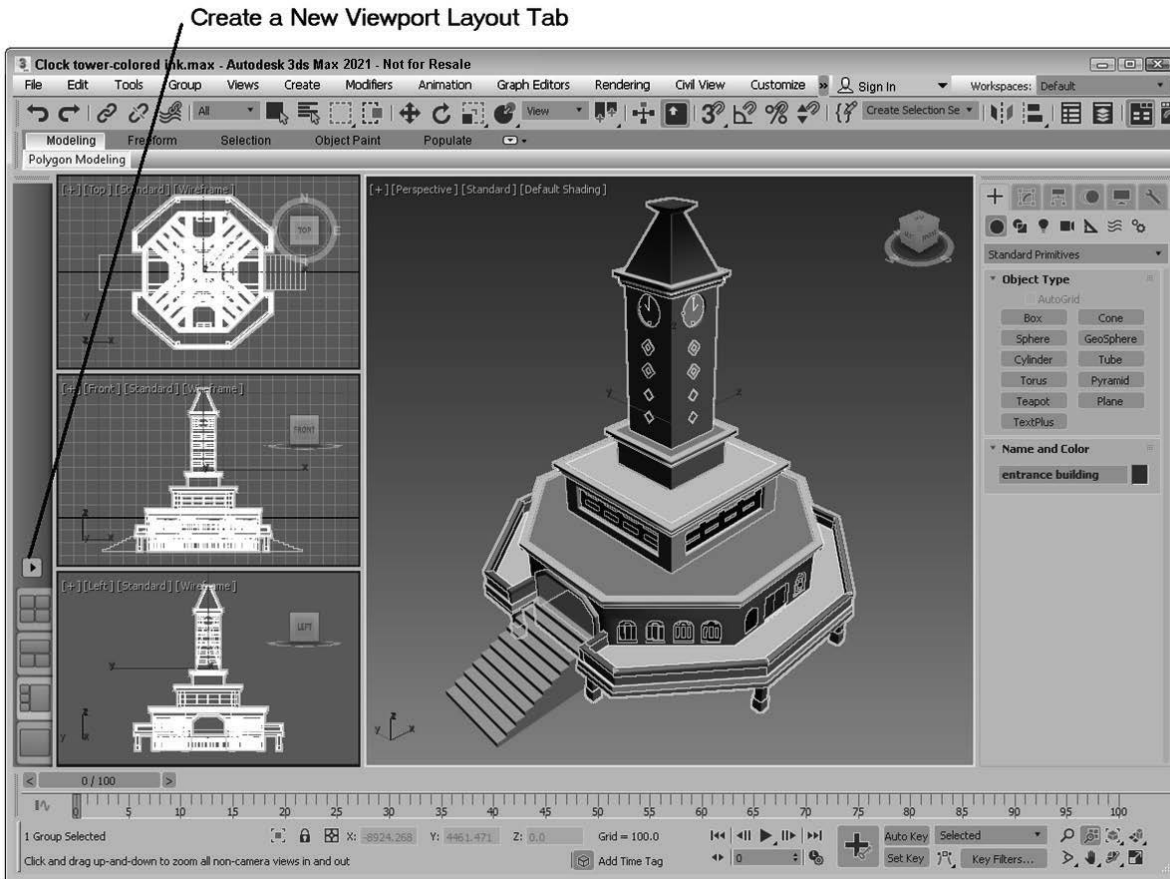 Create a New Viewport Layout Tab
3 Clock tower-colored ink.max - Autodesk 3ds Max 2021 - Not for Resale
File Edit Tools Group Views Create Modifiers Animation Graph Editors Rendering Civil View Customize » Sign In Workspaces: Default
All View 3 % Create Selection Se
Modeling Freeform Selection Object Paint Populate
Polygon Modeling
[+] [Top] [Standard] [Wireframe]
N
TOP
E
y
z x
[+] [Front] [Standard] [Wireframe]
FRONT
x
z
y x
[+] [Left] [Standard] [Wireframe]
LEFT
y
z
y x
[+] [Perspective] [Standard] [Default Shading]
z
y x
z
y x
Standard Primitives
Object Type
AutoGrid
Box Cone
Sphere GeoSphere
Cylinder Tube
Torus Pyramid
Teapot Plane
TextPlus
Name and Color
entrance building
< 0 / 100 >
0 5 10 15 20 25 30 35 40 45 50 55 60 65 70 75 80 85 90 95 100
1 Group Selected X: -8924.268 Y: 4461.471 Z: 0.0 Grid = 100.0 Auto Key Selected
Click and drag up-and-down to zoom all non-camera views in and out Add Time Tag 0 Set Key Key Filters...